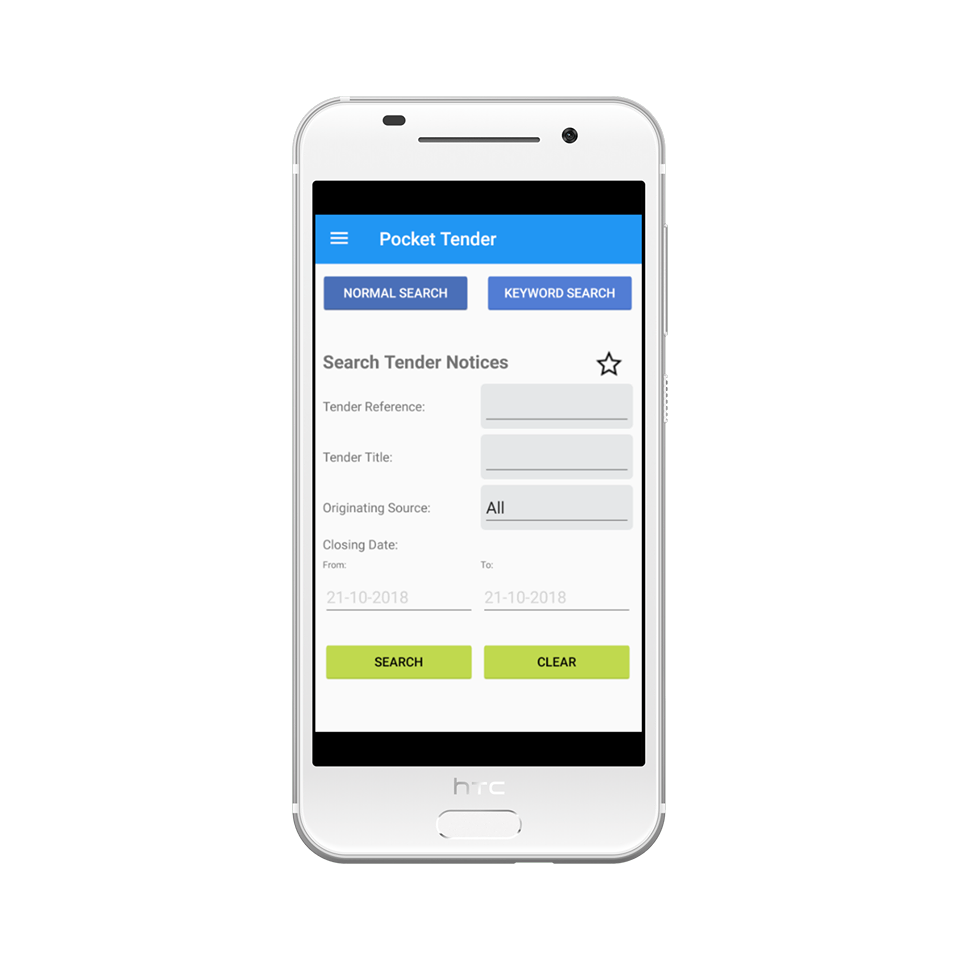 Pocket Tender
NORMAL SEARCH KEYWORD SEARCH
Search Tender Notices
Tender Reference:
Tender Title:
Originating Source: All
Closing Date:
From: To:
21-10-2018 21-10-2018
SEARCH CLEAR
hTC